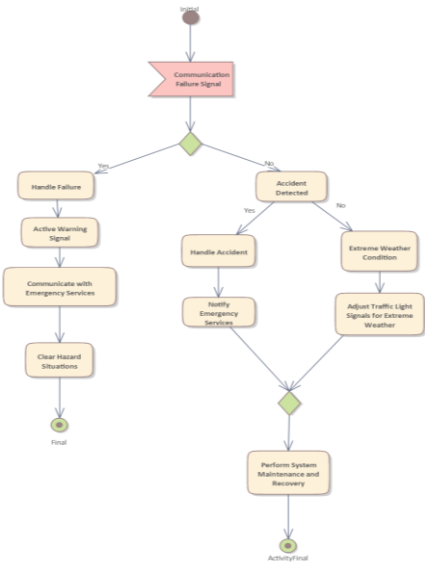 Initial
Communication
Failure Signal
Yes
No
Handle Failure
Accident
Detected
Yes
No
Active Warning
Signal
Handle Accident
Extreme Weather
Condition
Communicate with
Emergency Services
Notify
Emergency
Services
Adjust Traffic Light
Signals for Extreme
Weather
Clear Hazard
Situations
Final
Perform System
Maintenance and
Recovery
ActivityFinal